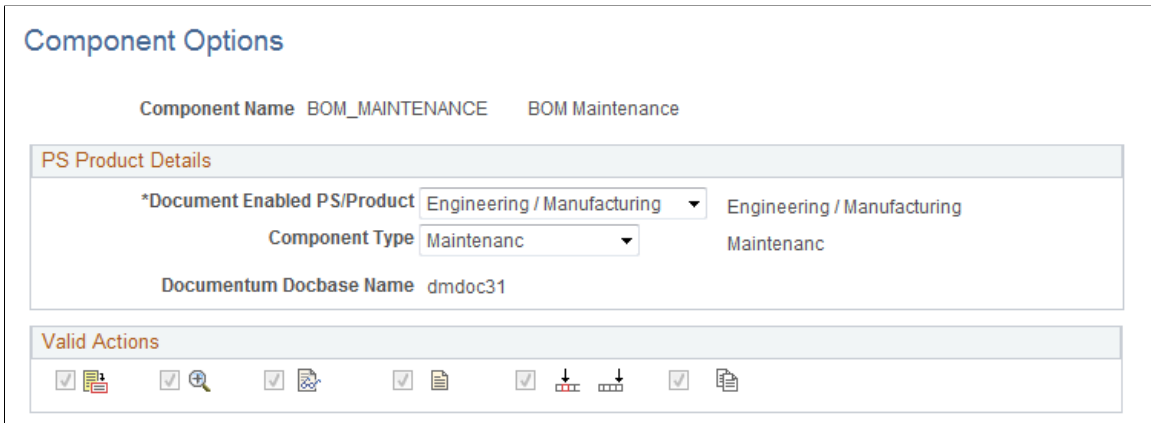 Component Options
Component Name BOM_MAINTENANCE BOM Maintenance
PS Product Details
*Document Enabled PS/Product Engineering / Manufacturing Engineering / Manufacturing
Component Type Maintenanc Maintenanc
Documentum Docbase Name dmdoc31
Valid Actions